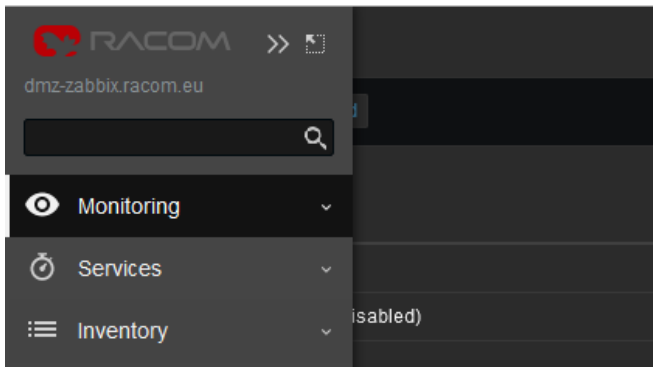 RACOM
dmz-zabbix.racom.eu
Monitoring
Services
Inventory
isabled)